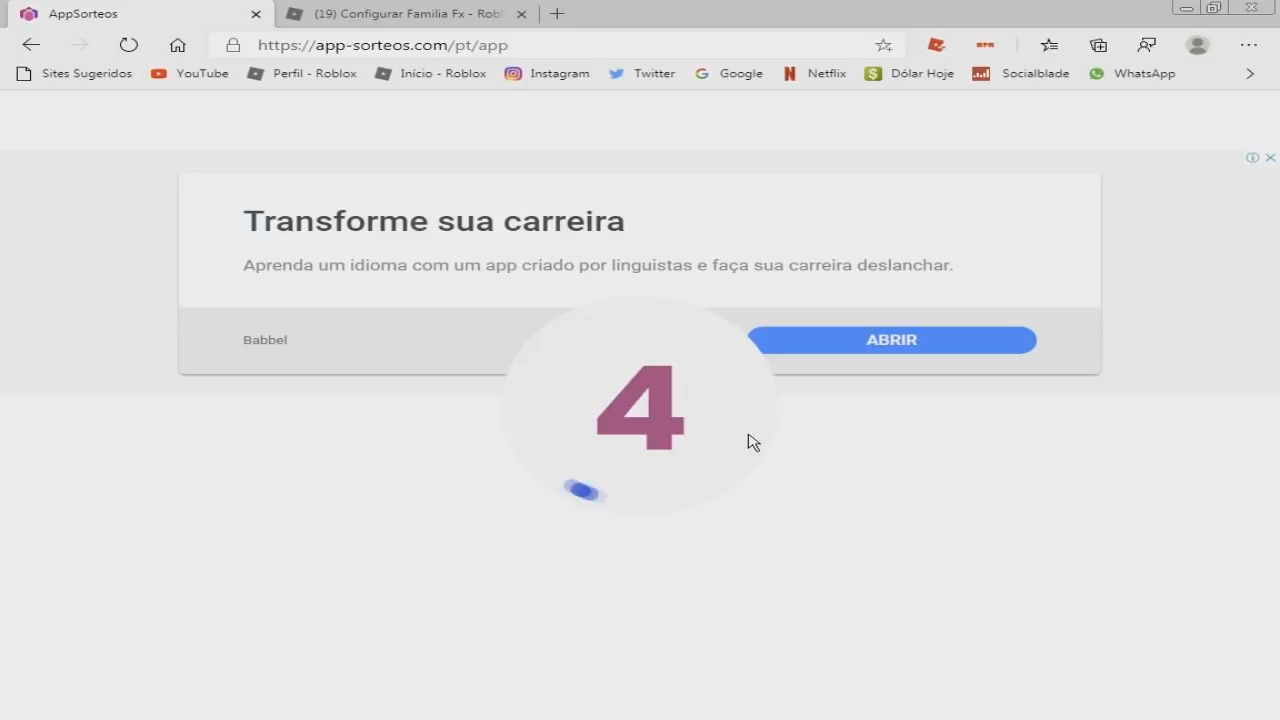 AppSorteos
(19) Configurar Familia Fx - Robl
https://app-sorteos.com/pt/app
Sites Sugeridos YouTube Perfil - Roblox Início - Roblox Instagram Twitter Google Netflix Dólar Hoje Socialblade WhatsApp
Transforme sua carreira
Aprenda um idioma com um app criado por linguistas e faça sua carreira deslanchar.
Babbel
ABRIR
4